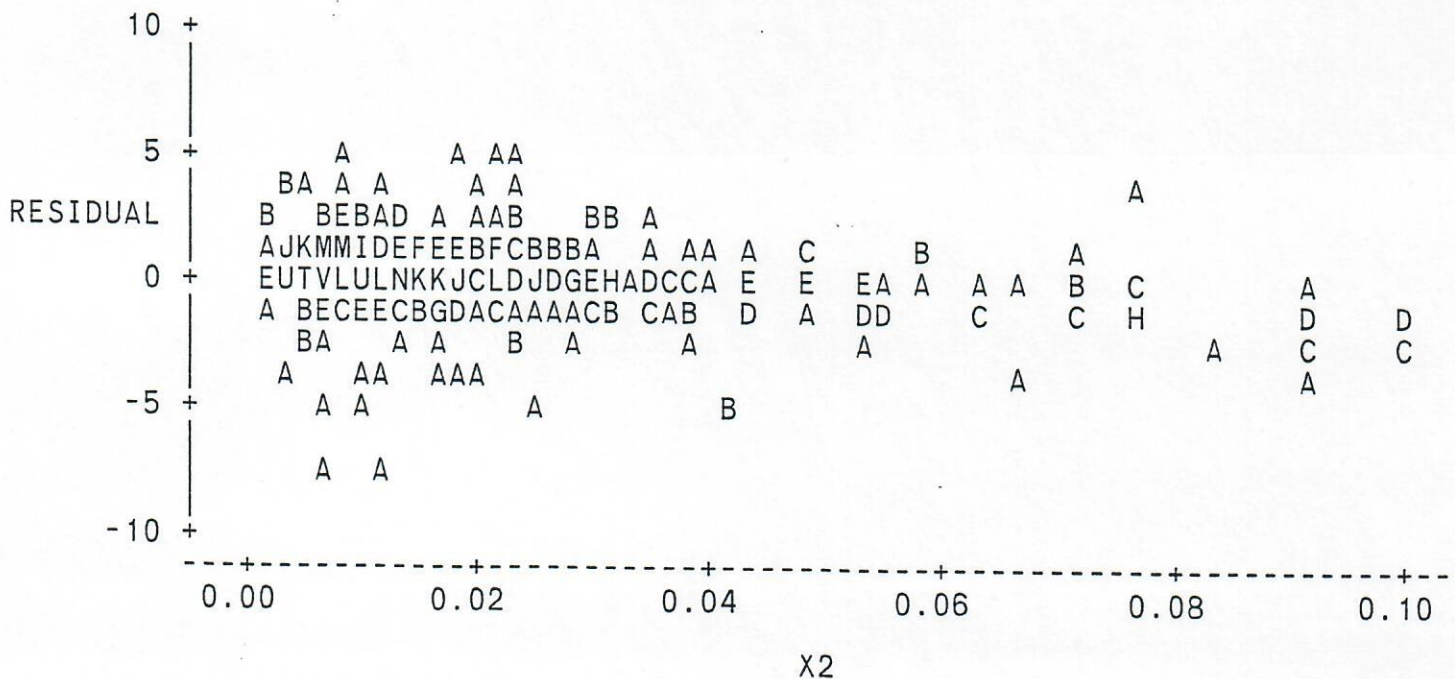 10 +
5 + A A AA
BA A A A A A
RESIDUAL B BEBAD A AAB BB A
AJKMMIDEFEEBFCBBBA A AA A C B A
0 + EUTVLULNKKJCLDJDGEHADCCA E E EA A A A B C A
A BECEECBGDACAAAACB CAB D A DD C C H D D
BA A A B A A A A C C
A AA AAA A A
-5 + A A A B
A A
-10 +
0.00 0.02 0.04 0.06 0.08 0.10
X2